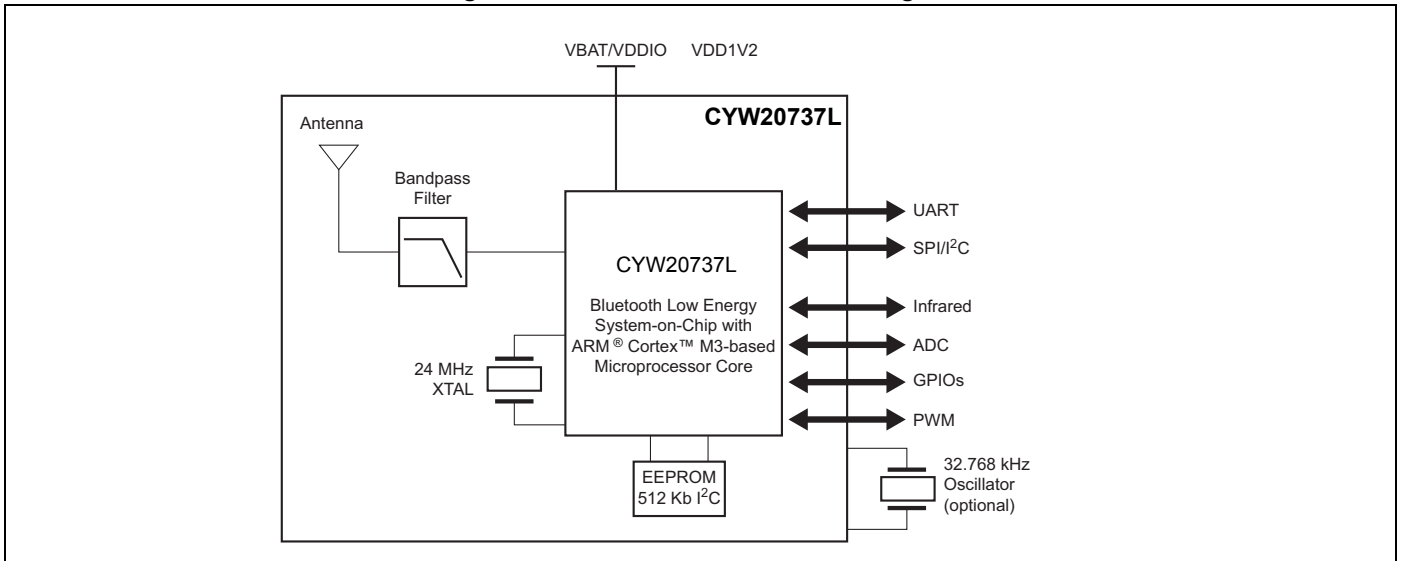 VBAT/VDDIO VDD1V2
CYW20737L
Antenna
Bandpass
Filter
CYW20737L
Bluetooth Low Energy
System-on-Chip with
ARM ® Cortex™ M3-based
Microprocessor Core
24 MHz
XTAL
EEPROM
512 Kb I²C
UART
SPI/I²C
Infrared
ADC
GPIOs
PWM
32.768 kHz
Oscillator
(optional)